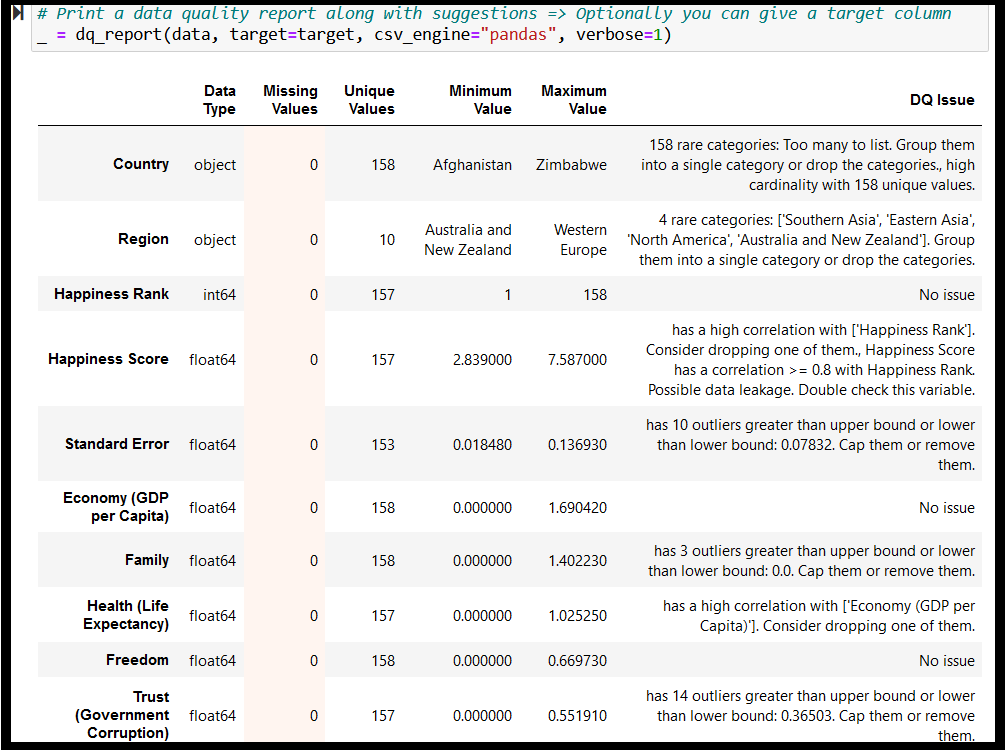 # Print a data quality report along with suggestions => Optionally you can give a target column
_ = dq_report(data, target=target, csv_engine="pandas", verbose=1)
Data Type Missing Values Unique Values Minimum Value Maximum Value DQ Issue
Country object 0 158 Afghanistan Zimbabwe 158 rare categories: Too many to list. Group them
into a single category or drop the categories., high
cardinality with 158 unique values.
Region object 0 10 Australia and New Zealand Western Europe 4 rare categories: ['Southern Asia', 'Eastern Asia',
'North America', 'Australia and New Zealand']. Group
them into a single category or drop the categories.
Happiness Rank int64 0 157 1 158 No issue
Happiness Score float64 0 157 2.839000 7.587000 has a high correlation with ['Happiness Rank'].
Consider dropping one of them., Happiness Score
has a correlation >= 0.8 with Happiness Rank.
Possible data leakage. Double check this variable.
Standard Error float64 0 153 0.018480 0.136930 has 10 outliers greater than upper bound or lower
than lower bound: 0.07832. Cap them or remove
them.
Economy (GDP per Capita) float64 0 158 0.000000 1.690420 No issue
Family float64 0 158 0.000000 1.402230 has 3 outliers greater than upper bound or lower
than lower bound: 0.0. Cap them or remove them.
Health (Life Expectancy) float64 0 157 0.000000 1.025250 has a high correlation with ['Economy (GDP per
Capita)']. Consider dropping one of them.
Freedom float64 0 158 0.000000 0.669730 No issue
Trust (Government Corruption) float64 0 157 0.000000 0.551910 has 14 outliers greater than upper bound or lower
than lower bound: 0.36503. Cap them or remove
them.